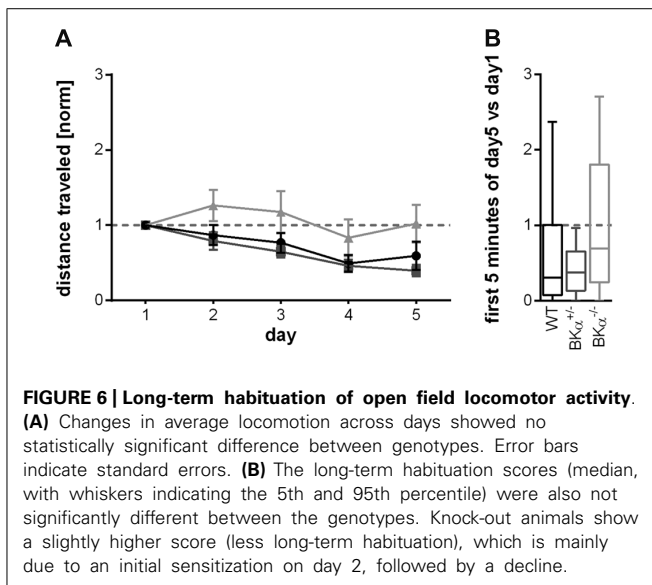 A
B
distance traveled [norm]
3
2
1
0
1 2 3 4 5
day
first 5 minutes of day5 vs day1
3
2
1
0
WT
BKα+/-
BKα-/-
FIGURE 6 | Long-term habituation of open field locomotor activity.
(A) Changes in average locomotion across days showed no
statistically significant difference between genotypes. Error bars
indicate standard errors. (B) The long-term habituation scores (median,
with whiskers indicating the 5th and 95th percentile) were also not
significantly different between the genotypes. Knock-out animals show
a slightly higher score (less long-term habituation), which is mainly
due to an initial sensitization on day 2, followed by a decline.